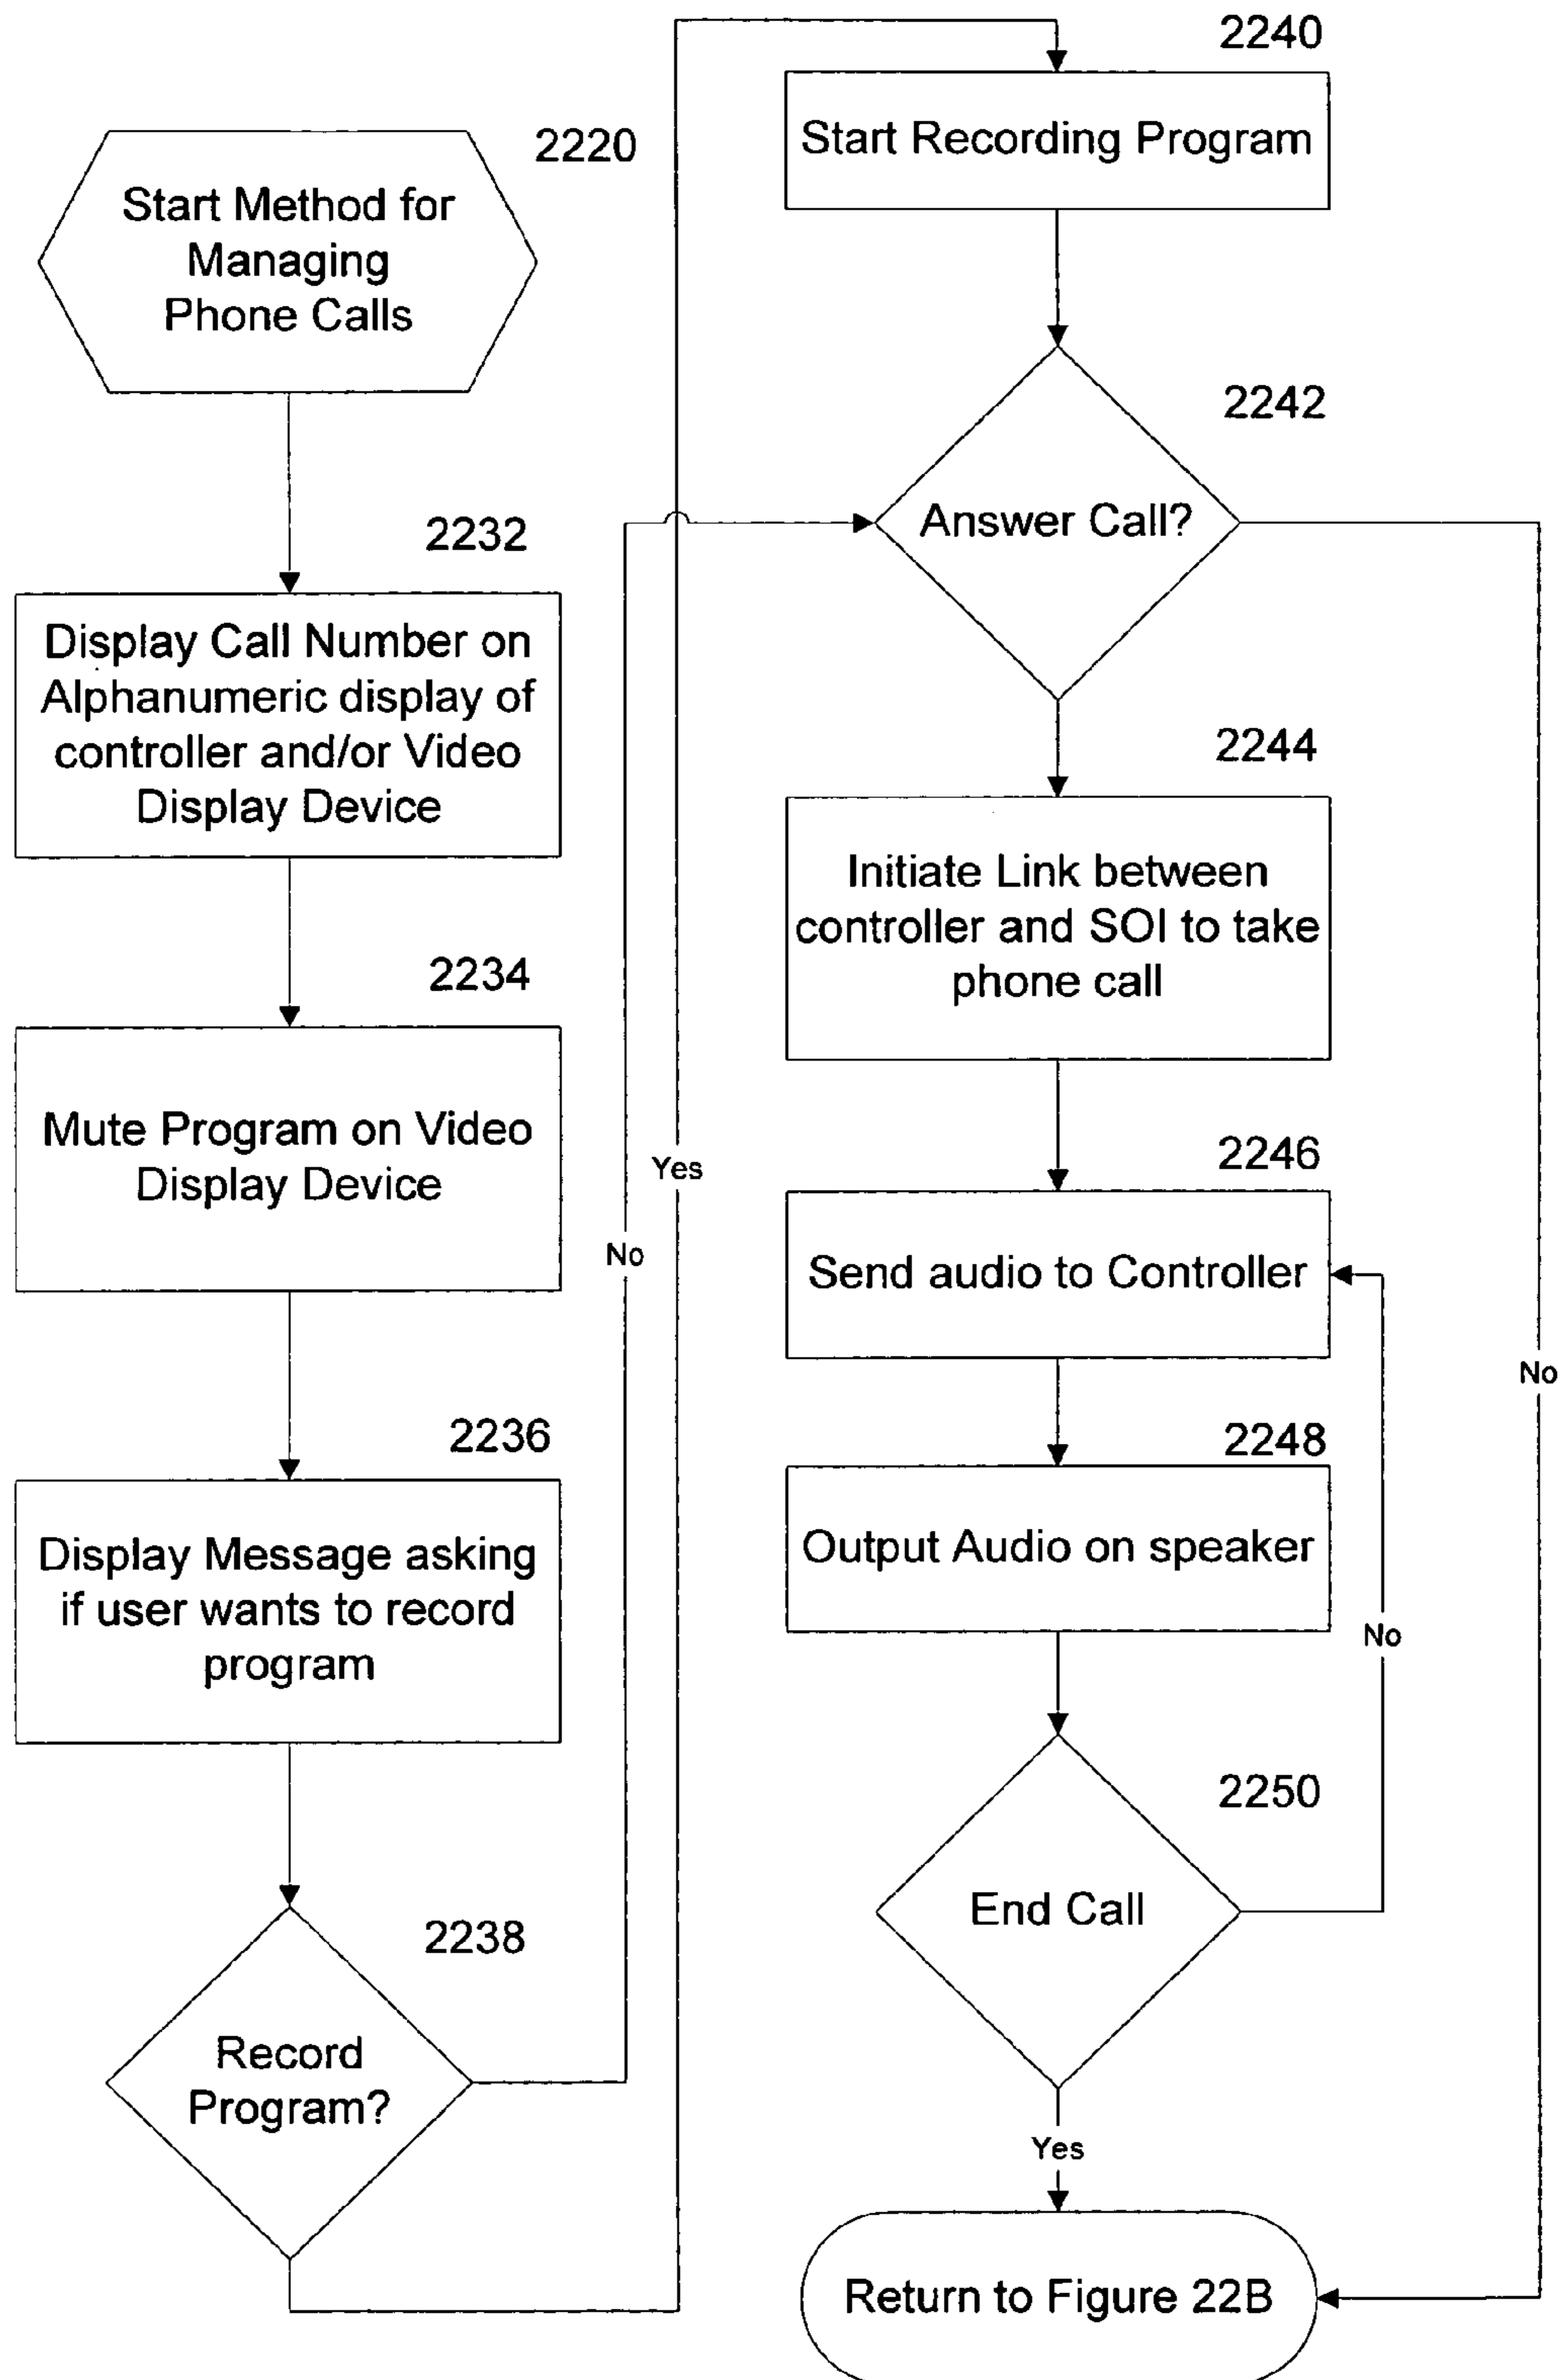 2220
Start Method for
Managing
Phone Calls
2232
Display Call Number on
Alphanumeric display of
controller and/or Video
Display Device
2234
Mute Program on Video
Display Device
2236
Display Message asking
if user wants to record
program
2238
Record
Program?
No
Yes
2240
Start Recording Program
2242
Answer Call?
2244
Initiate Link between
controller and SOI to take
phone call
2246
Send audio to Controller
2248
Output Audio on speaker
2250
End Call
No
No
Yes
Return to Figure 22B